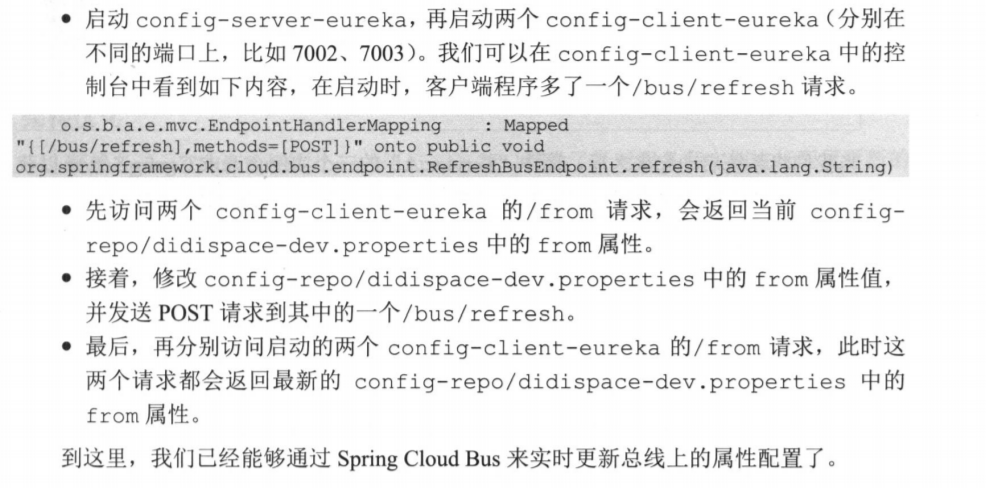 • 启动 config-server-eureka，再启动两个 config-client-eureka（分别在
不同的端口上，比如 7002、7003）。我们可以在 config-client-eureka 中的控
制台中看到如下内容，在启动时，客户端程序多了一个/bus/refresh 请求。
o.s.b.a.e.mvc.EndpointHandlerMapping : Mapped
"{[/bus/refresh],methods=[POST]}" onto public void
org.springframework.cloud.bus.endpoint.RefreshBusEndpoint.refresh(java.lang.String)
• 先访问两个 config-client-eureka 的/from 请求，会返回当前 config-
repo/didispace-dev.properties 中的 from 属性。
• 接着，修改 config-repo/didispace-dev.properties 中的 from 属性值，
并发送 POST 请求到其中的一个/bus/refresh。
• 最后，再分别访问启动的两个 config-client-eureka 的/from 请求，此时这
两个请求都会返回最新的 config-repo/didispace-dev.properties 中的
from 属性。
到这里，我们已经能够通过 Spring Cloud Bus 来实时更新总线上的属性配置了。